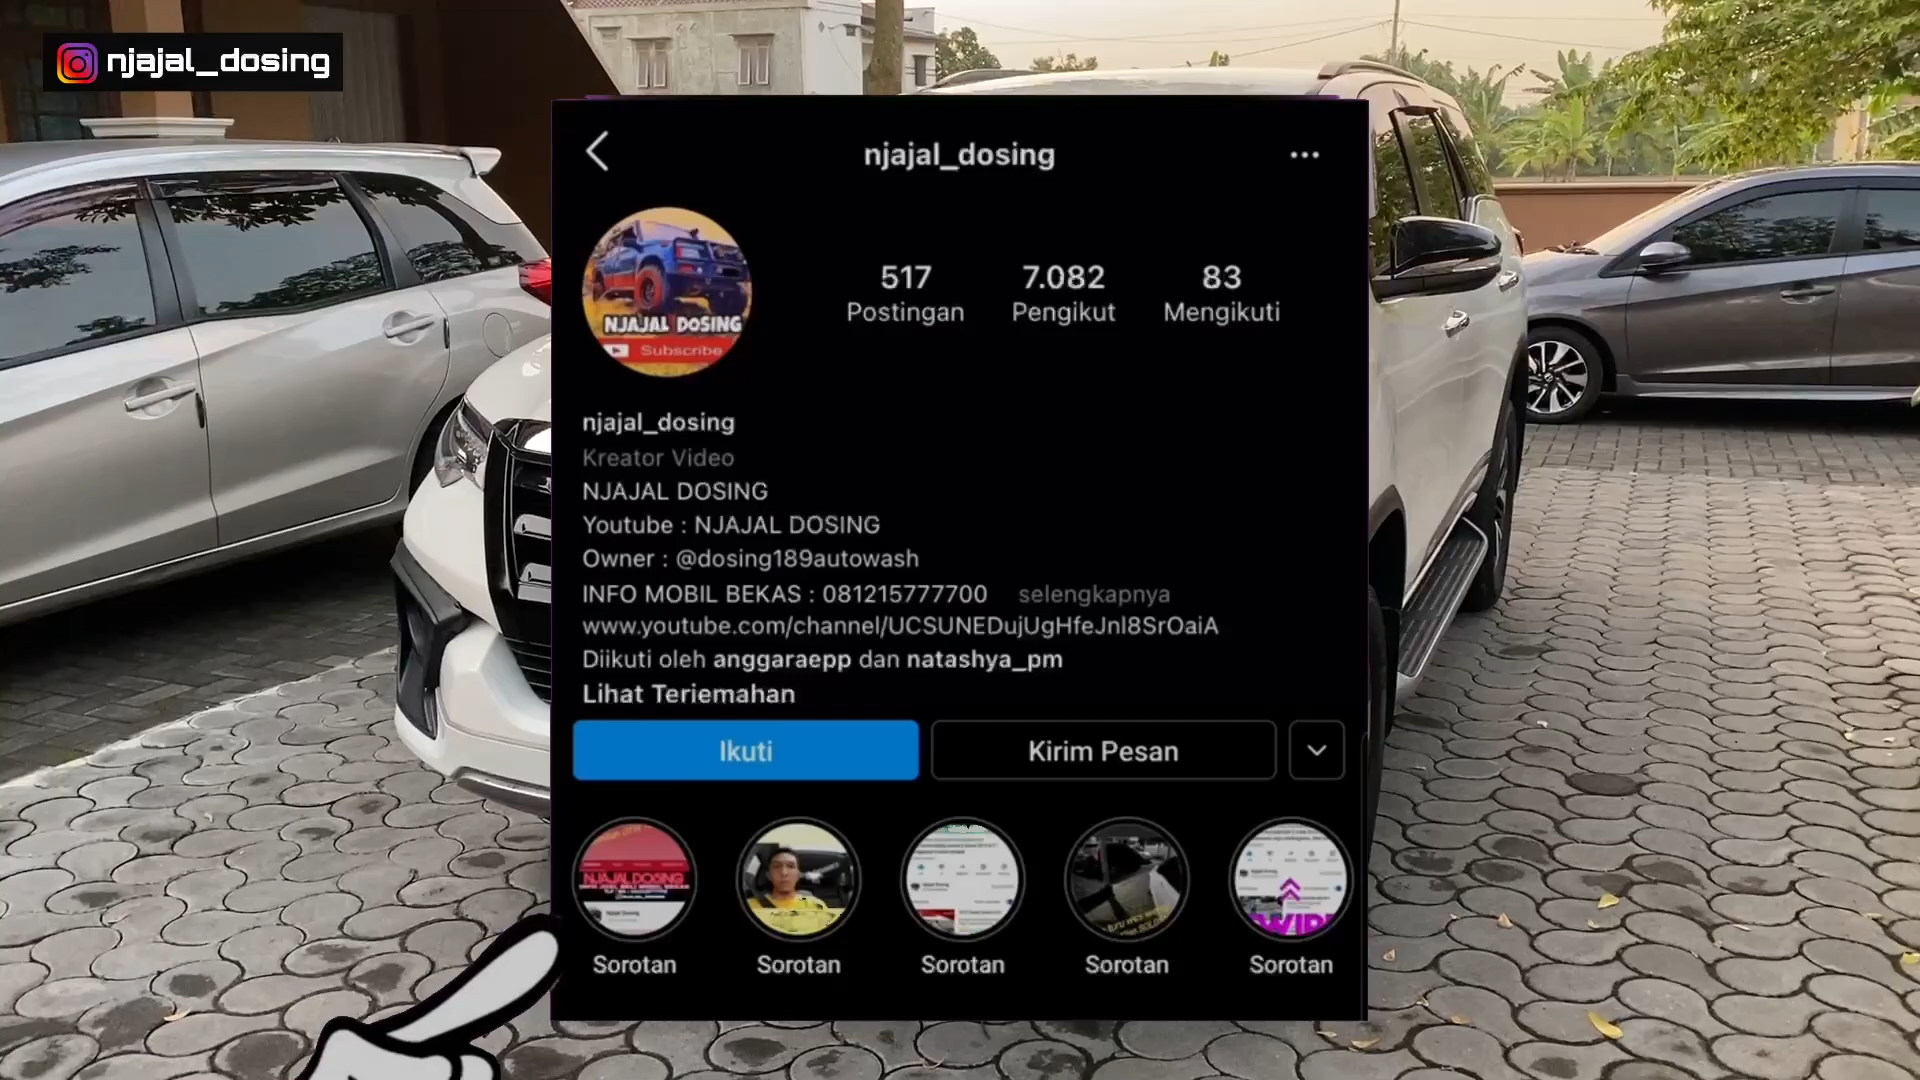 njajal_dosing
njajal_dosing
NJAJAL DOSING
Subscribe
517
Postingan
7.082
Pengikut
83
Mengikuti
njajal_dosing
Kreator Video
NJAJAL DOSING
Youtube : NJAJAL DOSING
Owner : @dosing189autowash
INFO MOBIL BEKAS : 081215777700 selengkapnya
www.youtube.com/channel/UCSUNEDujUgHfeJnl8SrOaiA
Diikuti oleh anggaraepp dan natashya_pm
Lihat Terjemahan
Ikuti
Kirim Pesan
NJAJAL DOSING
Sorotan
Sorotan
Sorotan
Sorotan
Sorotan